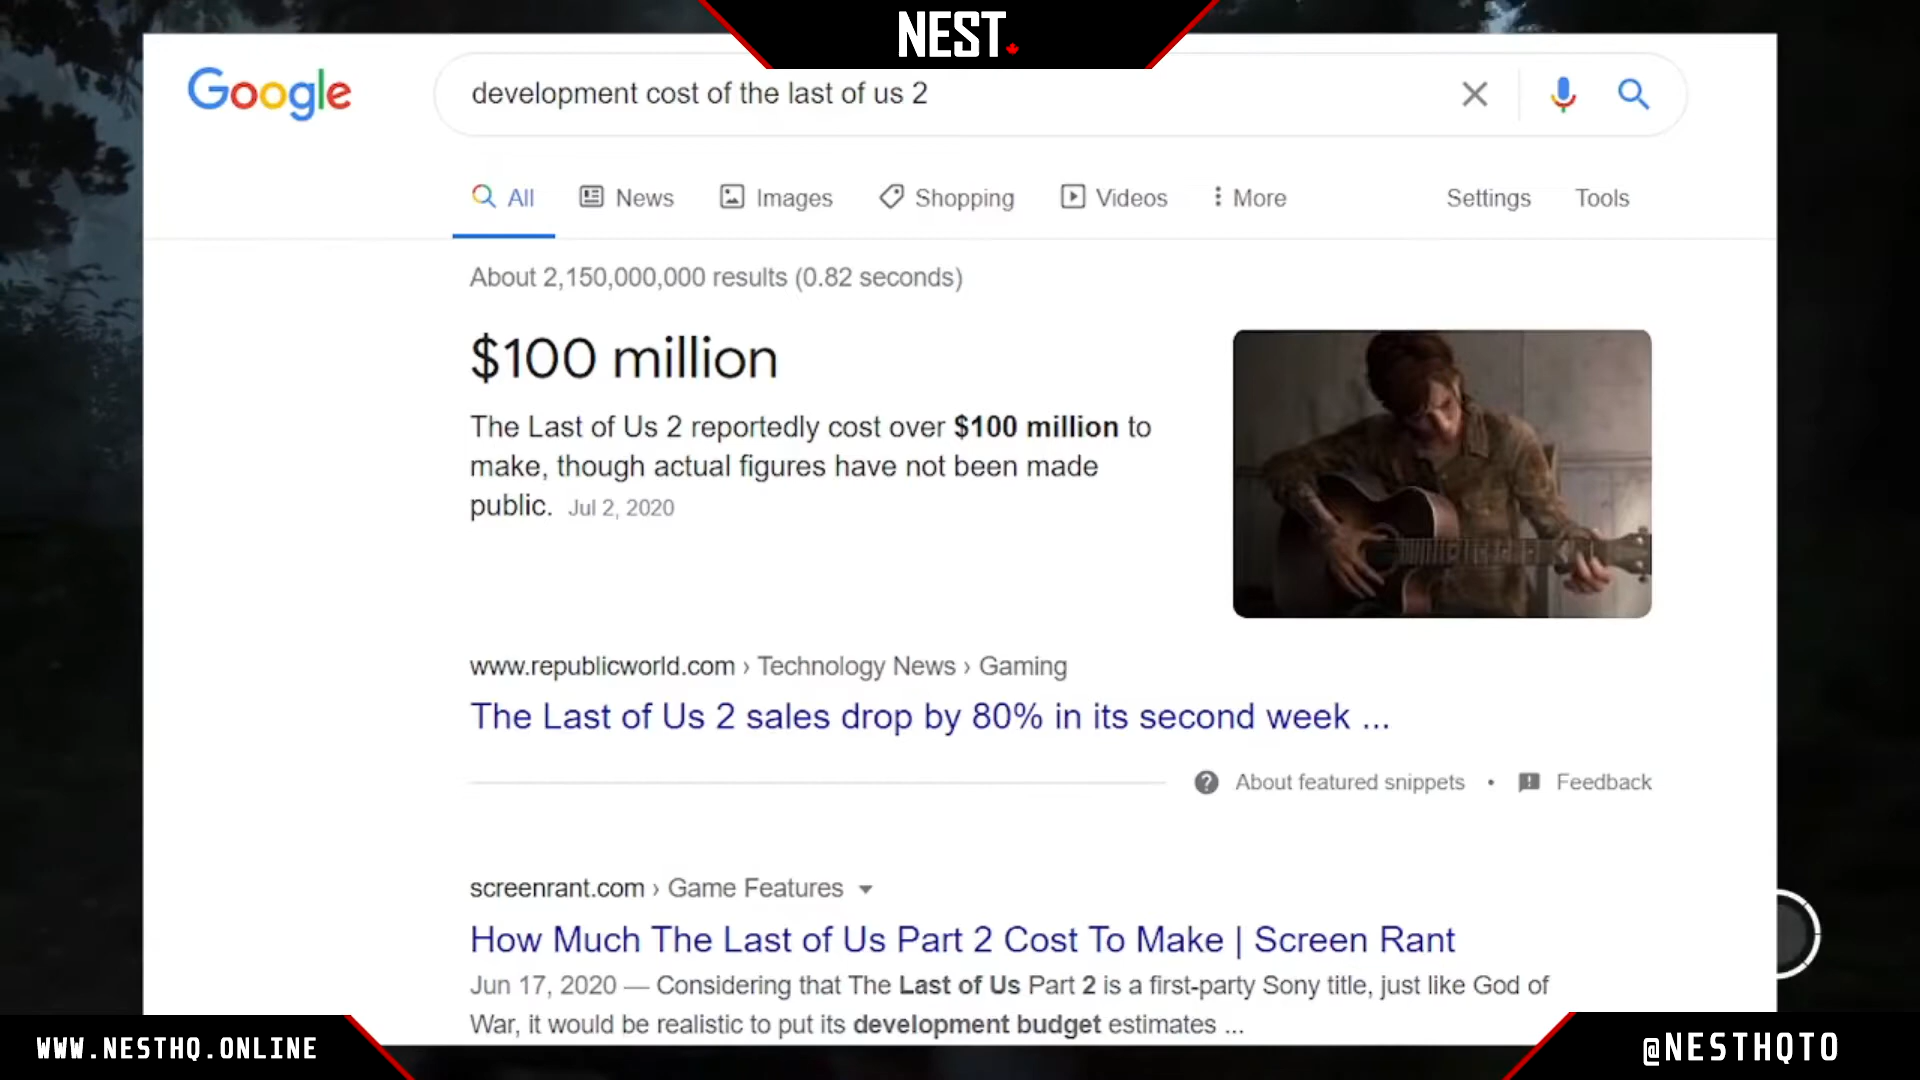 NEST.
Google
development cost of the last of us 2
All News Images Shopping Videos More Settings Tools
About 2,150,000,000 results (0.82 seconds)
$100 million
The Last of Us 2 reportedly cost over $100 million to
make, though actual figures have not been made
public. Jul 2, 2020
www.republicworld.com › Technology News › Gaming
The Last of Us 2 sales drop by 80% in its second week ...
About featured snippets • Feedback
screenrant.com › Game Features
How Much The Last of Us Part 2 Cost To Make | Screen Rant
Jun 17, 2020 — Considering that The Last of Us Part 2 is a first-party Sony title, just like God of
War, it would be realistic to put its development budget estimates ...
WWW.NESTHQ.ONLINE
@NESTHQTO